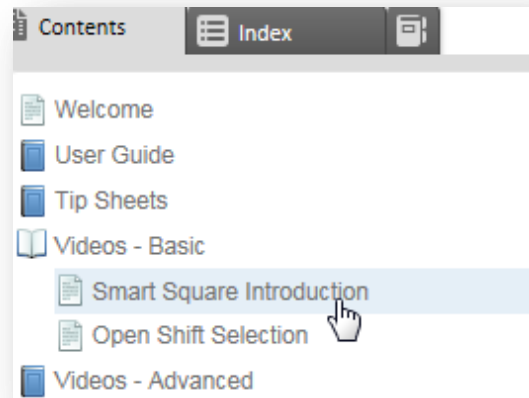 Contents Index
Welcome
User Guide
Tip Sheets
Videos - Basic
Smart Square Introduction
Open Shift Selection
Videos - Advanced